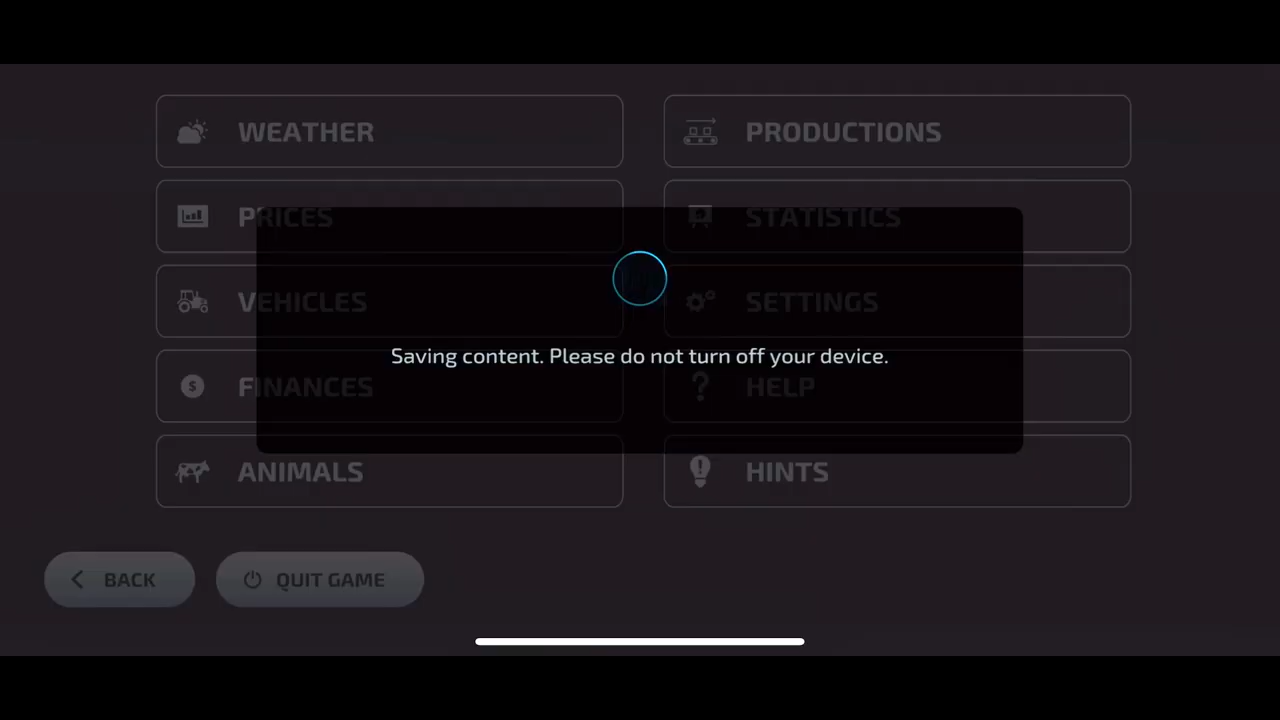 WEATHER
PRODUCTIONS
PRICES
STATISTICS
VEHICLES
SETTINGS
Saving content. Please do not turn off your device.
FINANCES
HELP
ANIMALS
HINTS
BACK
QUIT GAME